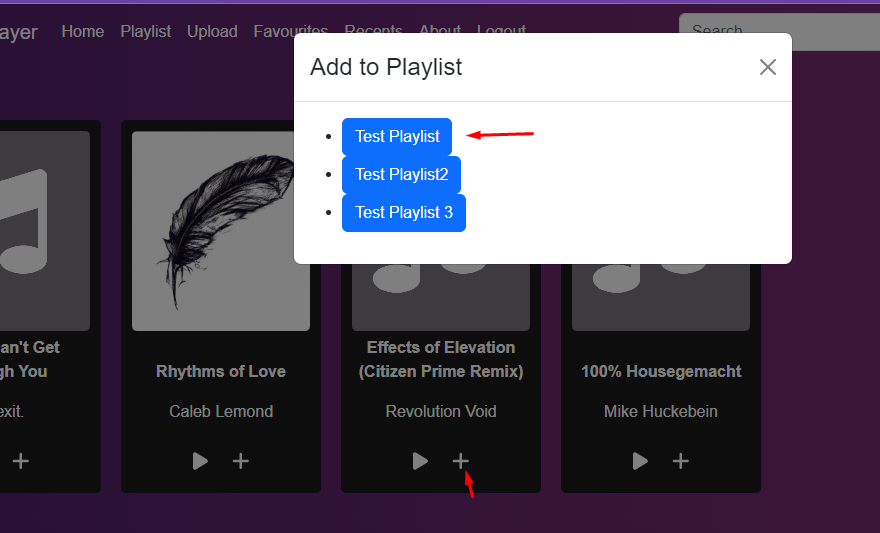 ayer Home Playlist Upload Favourites Recents About Logout Search
Add to Playlist
Test Playlist
Test Playlist2
Test Playlist 3
an't Get
gh You
exit.
Rhythms of Love
Caleb Lemond
Effects of Elevation
(Citizen Prime Remix)
Revolution Void
100% Housegemacht
Mike Huckebein